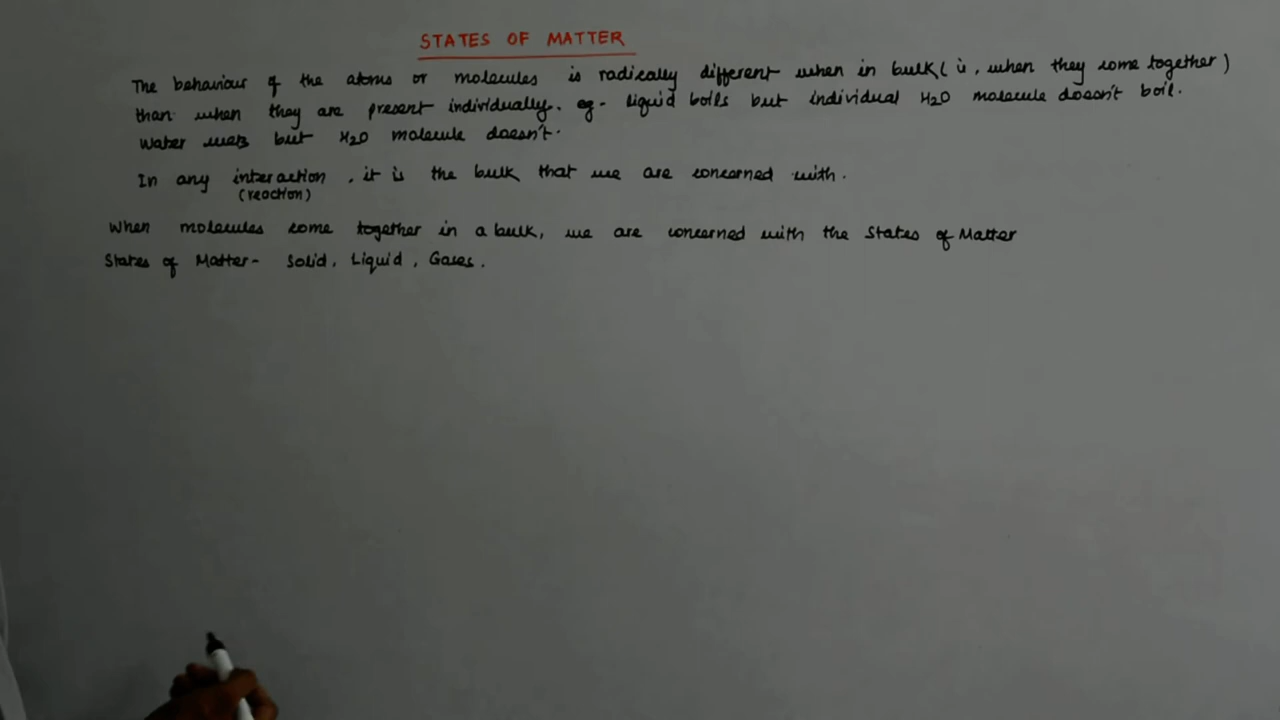 STATES OF MATTER
The behaviour of the atoms or molecules is radically different when in bulk (ie, when they come together)
than when they are present individually. eg- liquid boils but individual H2O molecule doesn't boil.
Water wets but H2O molecule doesn't.
In any interaction, it is the bulk that we are concerned with.
(reaction)
When molecules come together in a bulk, we are concerned with the States of Matter
States of Matter- Solid, Liquid, Gases.